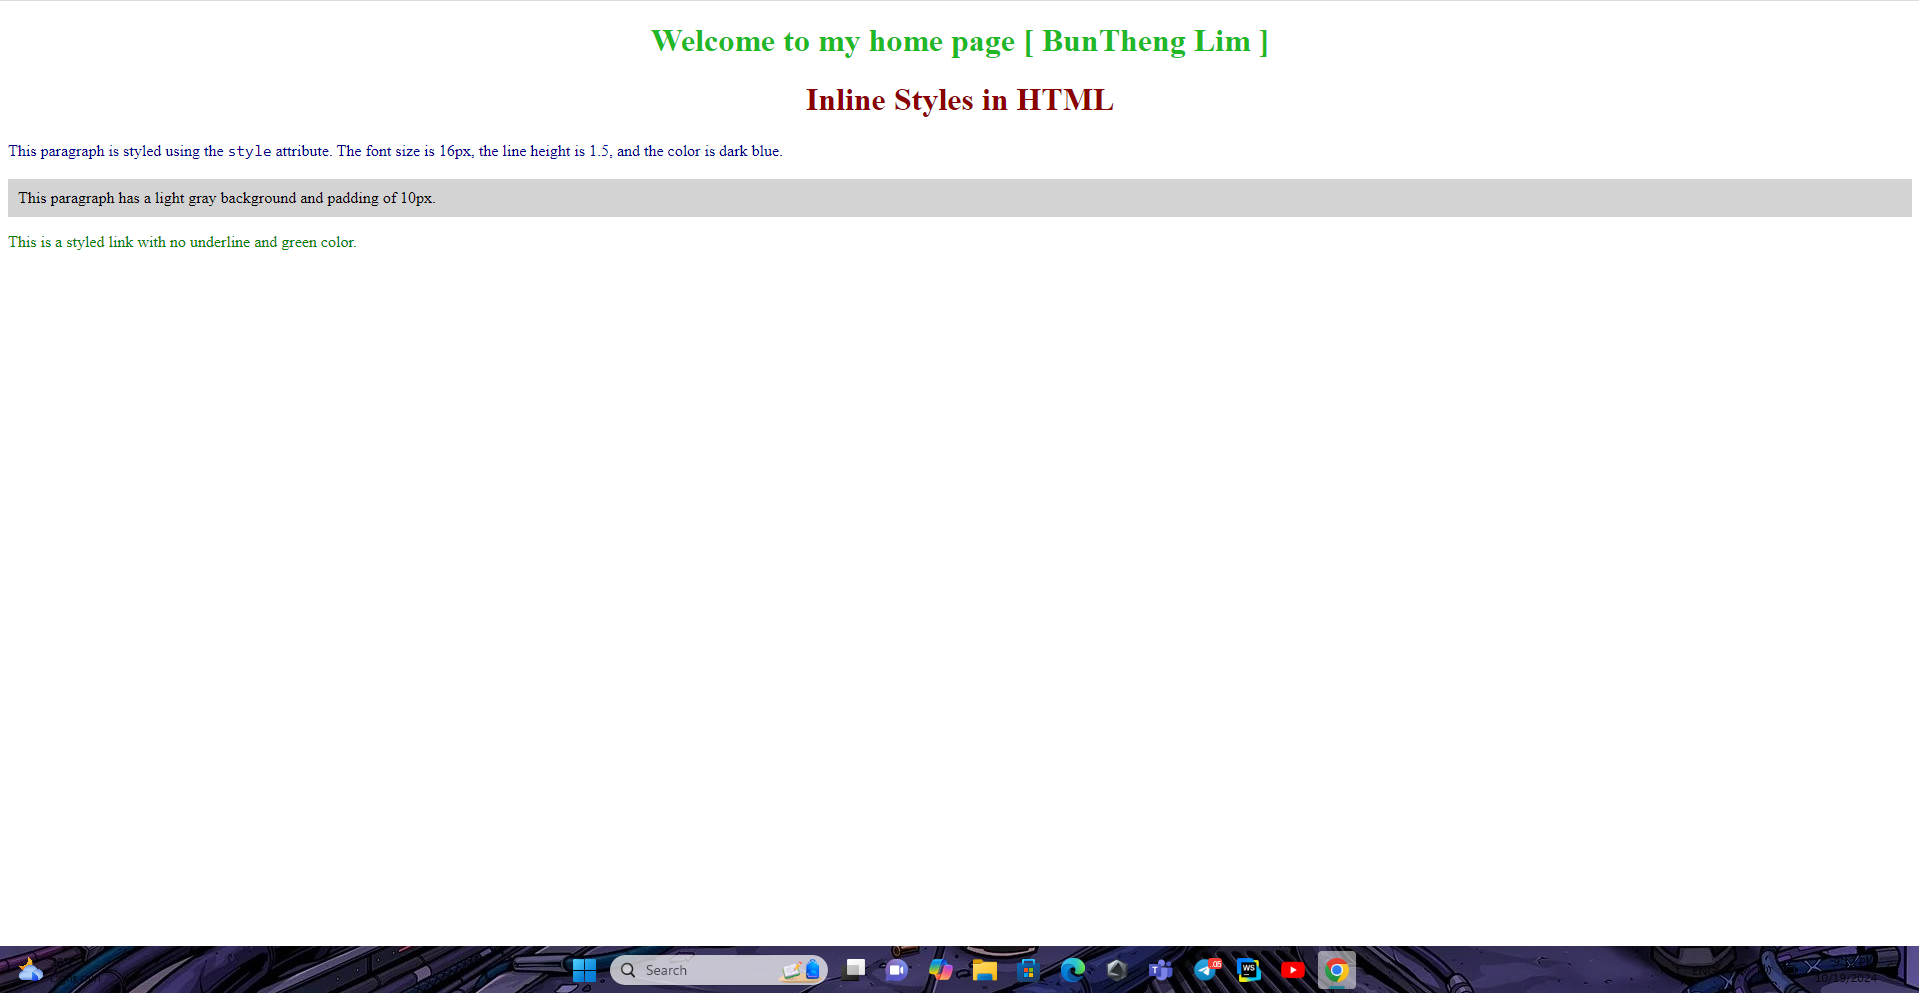 Welcome to my home page [ BunTheng Lim ]
Inline Styles in HTML
This paragraph is styled using the style attribute. The font size is 16px, the line height is 1.5, and the color is dark blue.
This paragraph has a light gray background and padding of 10px.
This is a styled link with no underline and green color.
Search
10/19/2024